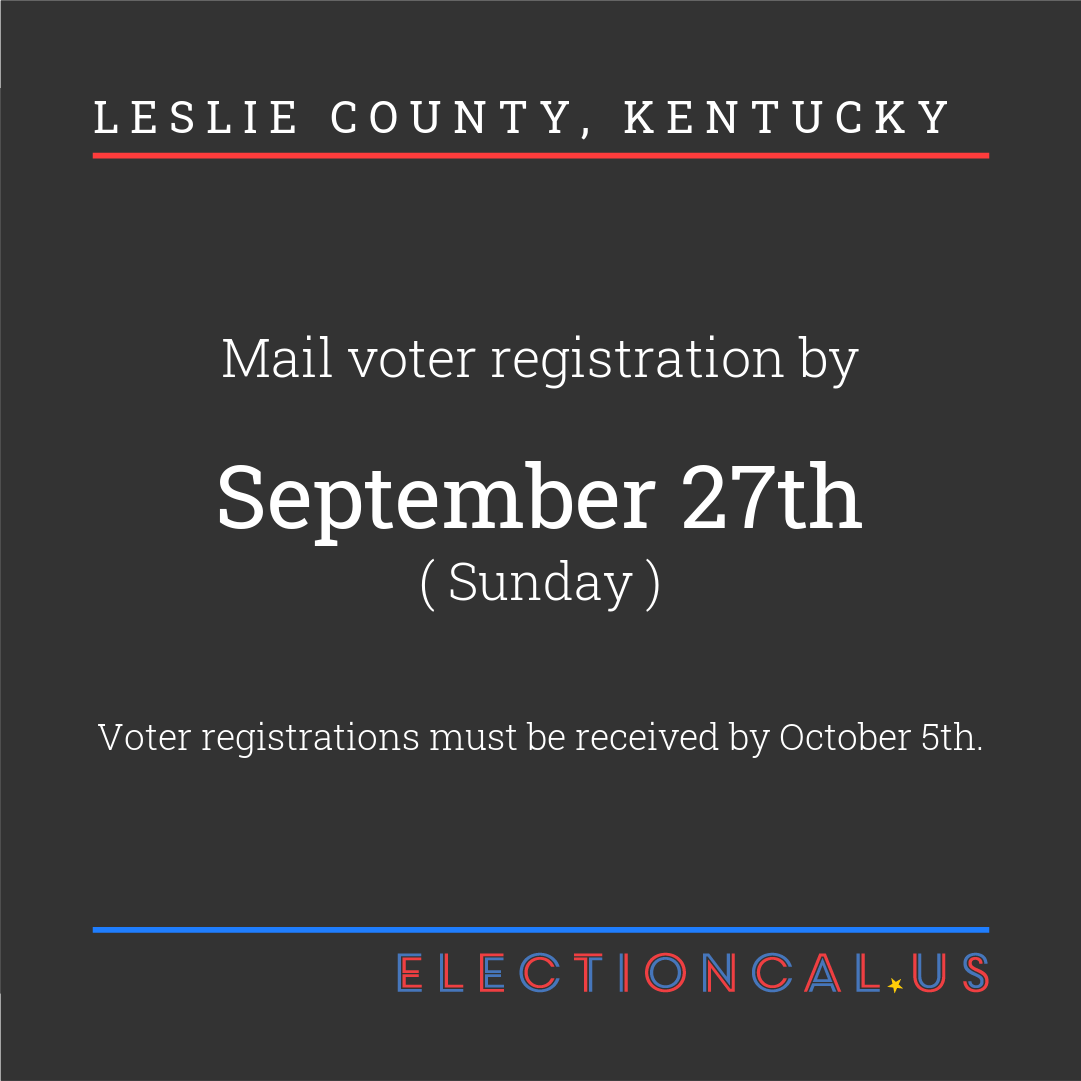 LESLIE COUNTY, KENTUCKY
Mail voter registration by
September 27th
( Sunday )
Voter registrations must be received by October 5th.
ELECTIONCAL.US